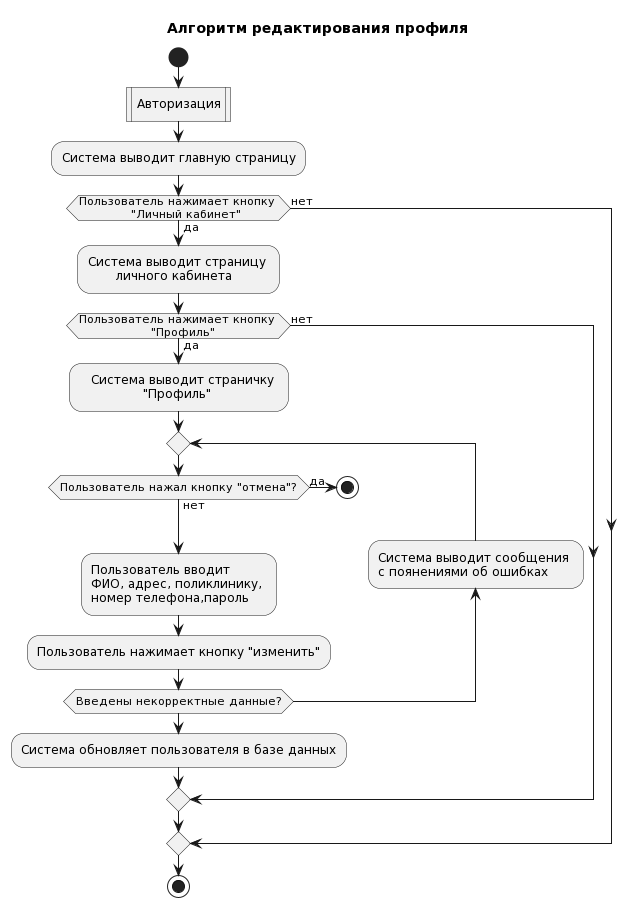 Алгоритм редактирования профиля
Авторизация
Система выводит главную страницу
Пользователь нажимает кнопку
"Личный кабинет"
нет
да
Система выводит страницу
личного кабинета
Пользователь нажимает кнопку
"Профиль"
нет
да
Система выводит страничку
"Профиль"
Пользователь нажал кнопку "отмена"?
да
нет
Система выводит сообщения
с поянениями об ошибках
Пользователь вводит
ФИО, адрес, поликлинику,
номер телефона,пароль
Пользователь нажимает кнопку "изменить"
Введены некорректные данные?
Система обновляет пользователя в базе данных